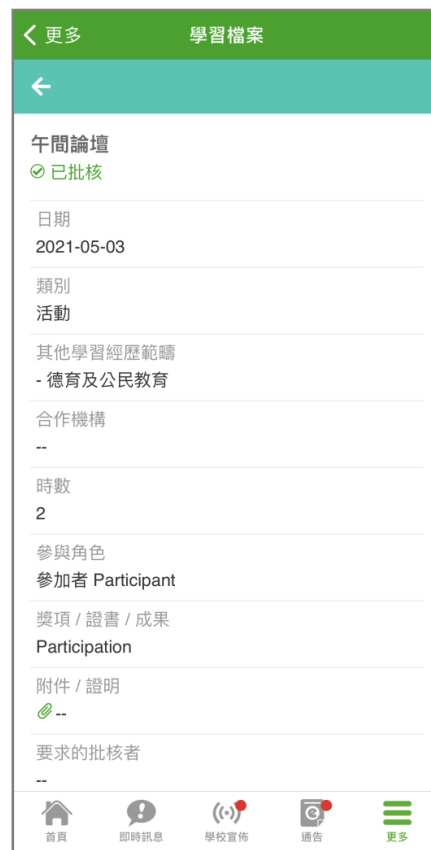 更多
學習檔案
午間論壇
已批核
日期
2021-05-03
類別
活動
其他學習經歷範疇
- 德育及公民教育
合作機構
--
時數
2
參與角色
參加者 Participant
獎項 / 證書 / 成果
Participation
附件 / 證明
--
要求的批核者
--
首頁
即時訊息
學校宣佈
通告
更多